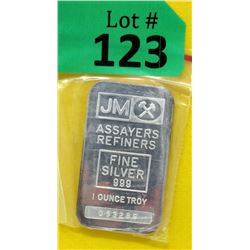 Lot #
123
JM
ASSAYERS
REFINERS
FINE
SILVER
999
1 OUNCE TROY